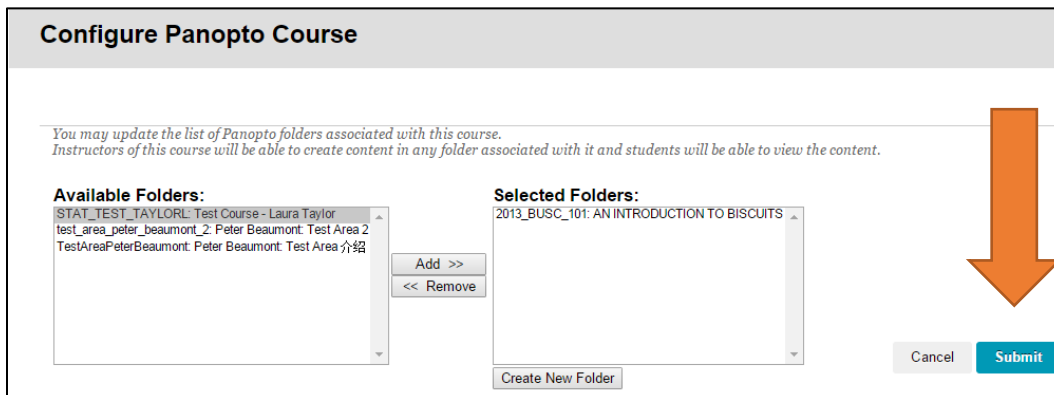 Configure Panopto Course
You may update the list of Panopto folders associated with this course.
Instructors of this course will be able to create content in any folder associated with it and students will be able to view the content.
Available Folders:
STAT_TEST_TAYLORL: Test Course - Laura Taylor
test_area_peter_beaumont_2: Peter Beaumont: Test Area 2
TestAreaPeterBeaumont: Peter Beaumont: Test Area 介绍
Add >>
<< Remove
Selected Folders:
2013_BUSC_101: AN INTRODUCTION TO BISCUITS
Create New Folder
Cancel
Submit